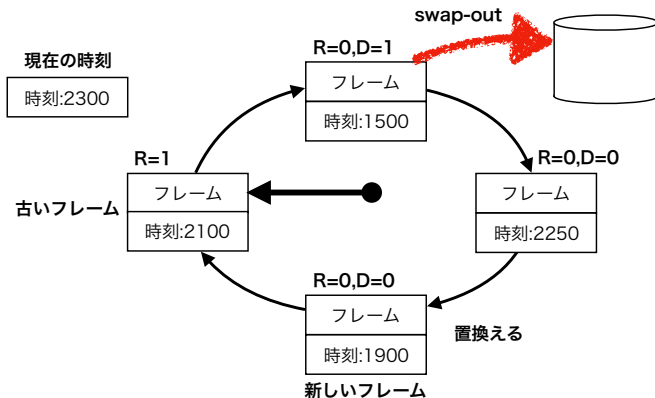 swap-out
R=0,D=1
現在の時刻
フレーム
時刻:2300
時刻:1500
R=1
R=0,D=0
フレーム
フレーム
古いフレーム
時刻:2100
時刻:2250
R=0,D=0
フレーム
置換える
時刻:1900
新しいフレーム